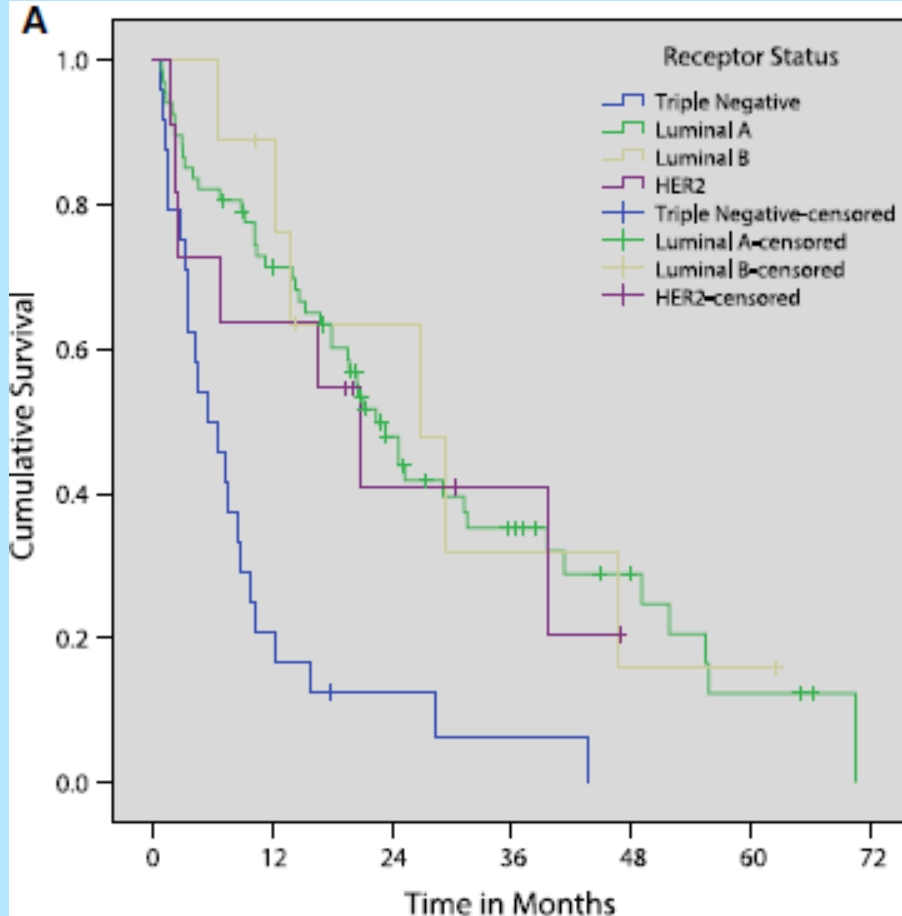 A
Receptor Status
Triple Negative
Luminal A
Luminal B
HER2
Triple Negative-censored
Luminal A-censored
Luminal B-censored
HER2-censored
Cumulative Survival
1.0
0.8
0.6
0.4
0.2
0.0
0 12 24 36 48 60 72
Time in Months